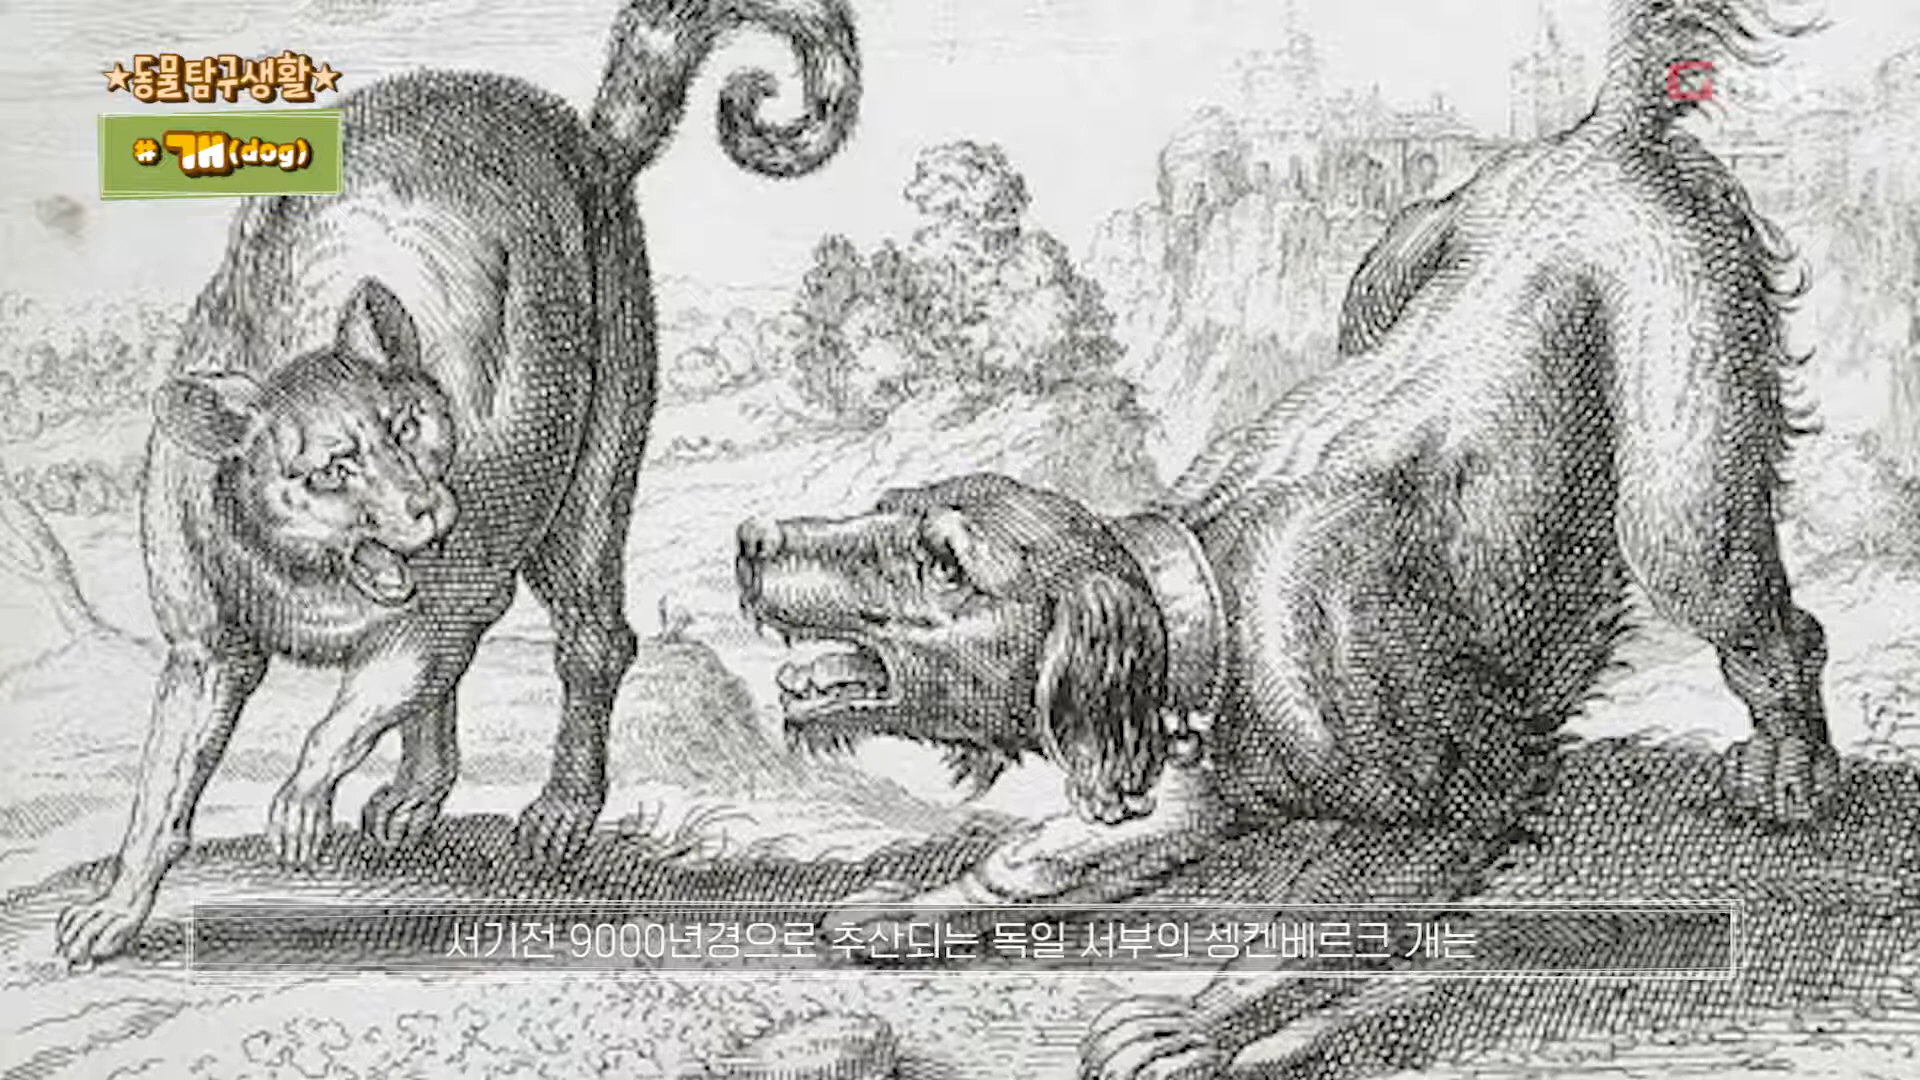 ★동물탐구생활★
# 개(dog)
서기전 9000년경으로 추산되는 독일 서부의 셍켄베르크 개는